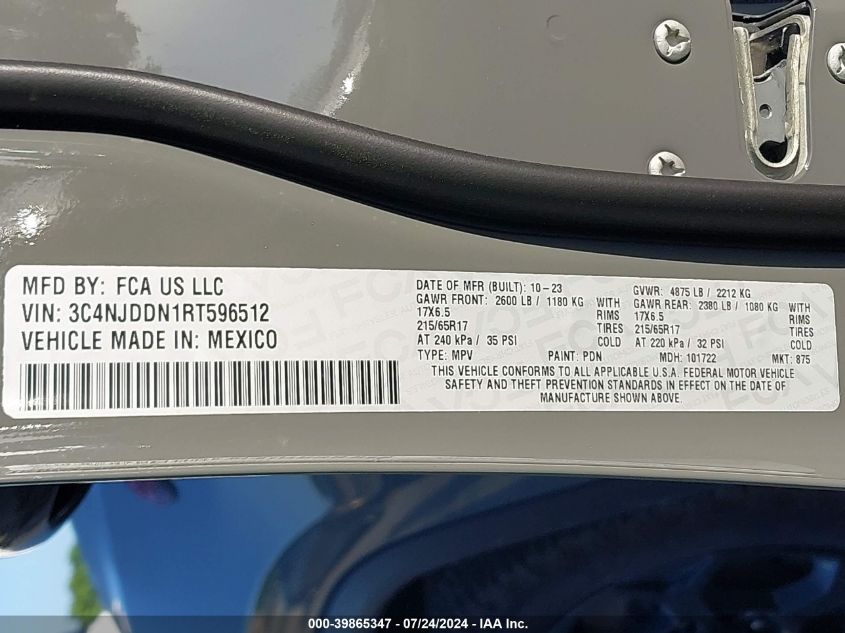 MFD BY: FCA US LLC
VIN: 3C4NJDDN1RT596512
VEHICLE MADE IN: MEXICO
DATE OF MFR (BUILT): 10-23 GVWR: 4875 LB / 2212 KG
GAWR FRONT: 2600 LB / 1180 KG WITH GAWR REAR: 2380 LB / 1080 KG WITH
17X6.5 RIMS 17X6.5 RIMS
215/65R17 TIRES 215/65R17 TIRES
AT 240 kPa / 35 PSI COLD AT 220 kPa / 32 PSI COLD
TYPE: MPV PAINT: PDN MDH: 101722 MKT: 875
THIS VEHICLE CONFORMS TO ALL APPLICABLE U.S.A. FEDERAL MOTOR VEHICLE
SAFETY AND THEFT PREVENTION STANDARDS IN EFFECT ON THE DATE OF
MANUFACTURE SHOWN ABOVE.
000-39865347 / 07/24/2024 - IAA Inc.